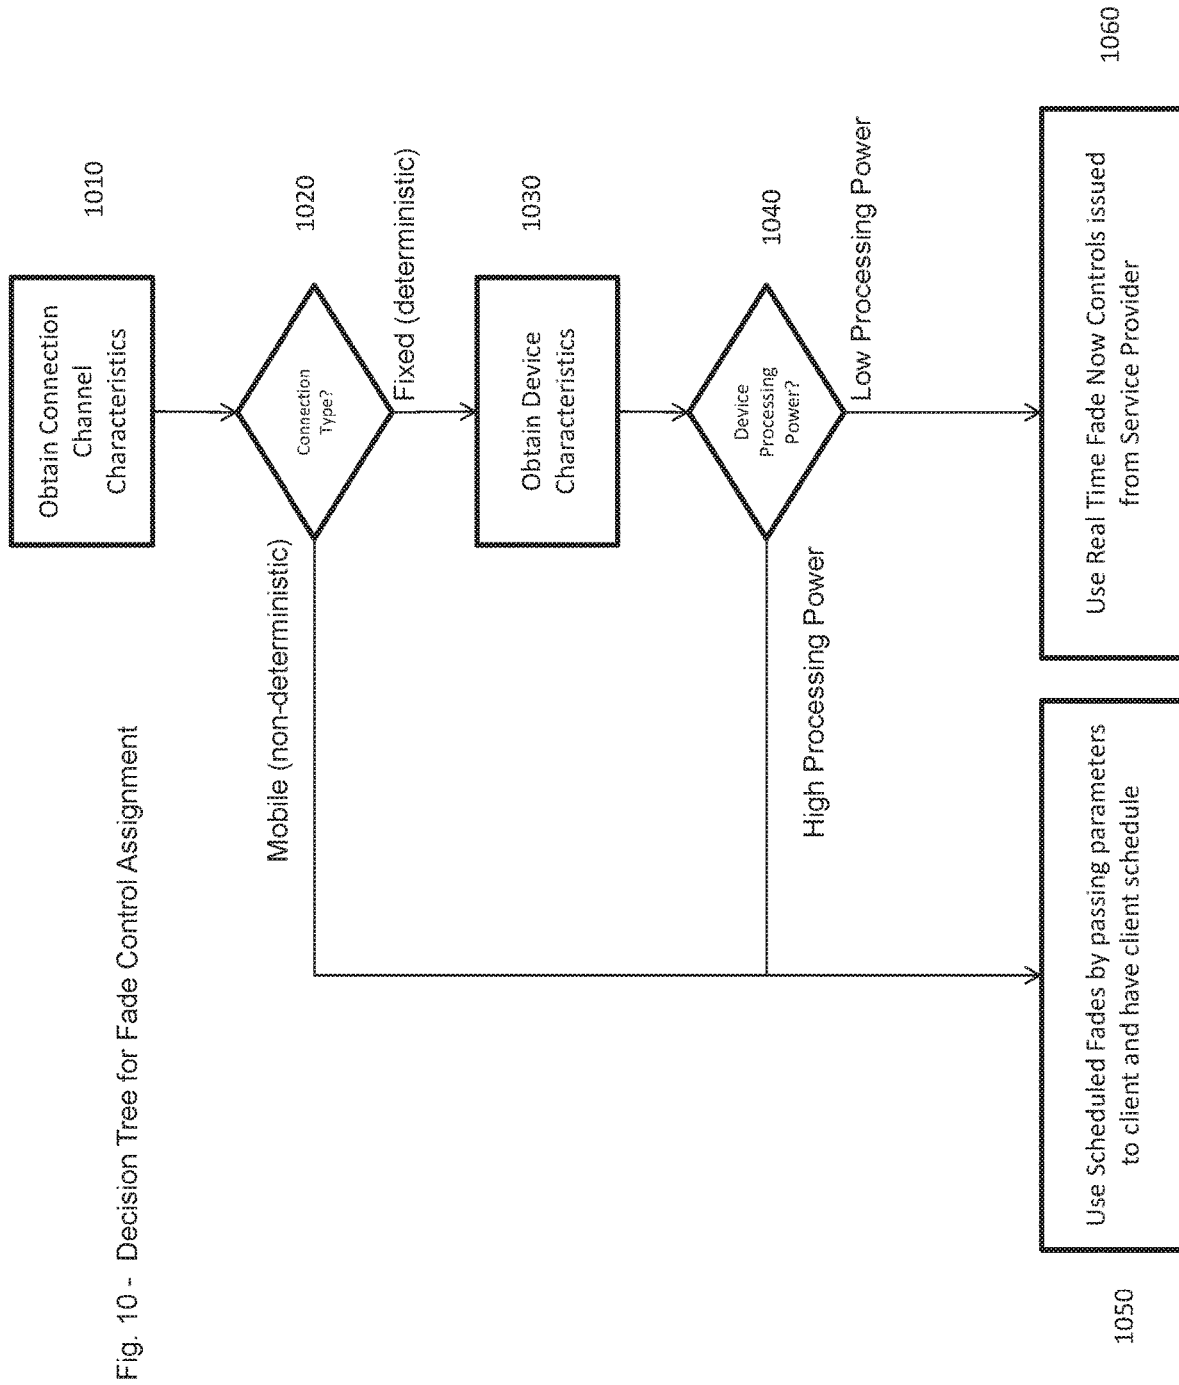 Fig. 10 - Decision Tree for Fade Control Assignment
1010
Obtain Connection
Channel
Characteristics
1020
Connection
Type?
Mobile (non-deterministic)
Fixed (deterministic)
1030
Obtain Device
Characteristics
1040
Device
Processing
Power?
High Processing Power
Low Processing Power
1050
Use Scheduled Fades by passing parameters
to client and have client schedule
1060
Use Real Time Fade Now Controls issued
from Service Provider